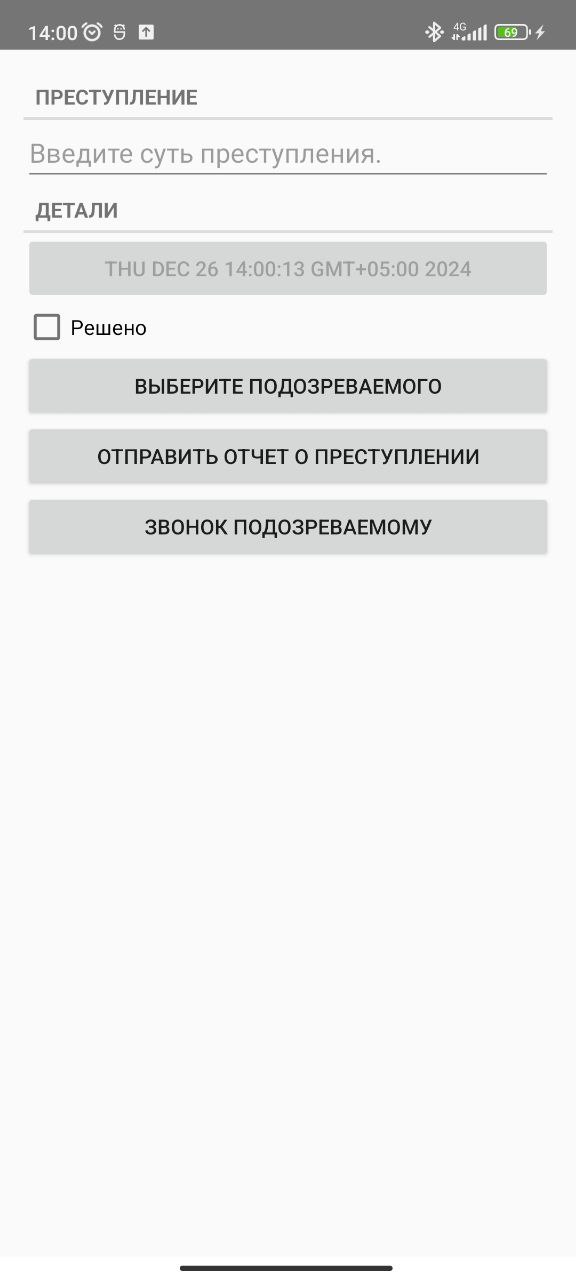 14:00 4G 69
ПРЕСТУПЛЕНИЕ
Введите суть преступления.
ДЕТАЛИ
THU DEC 26 14:00:13 GMT+05:00 2024
Решено
ВЫБЕРИТЕ ПОДОЗРЕВАЕМОГО
ОТПРАВИТЬ ОТЧЕТ О ПРЕСТУПЛЕНИИ
ЗВОНОК ПОДОЗРЕВАЕМОМУ